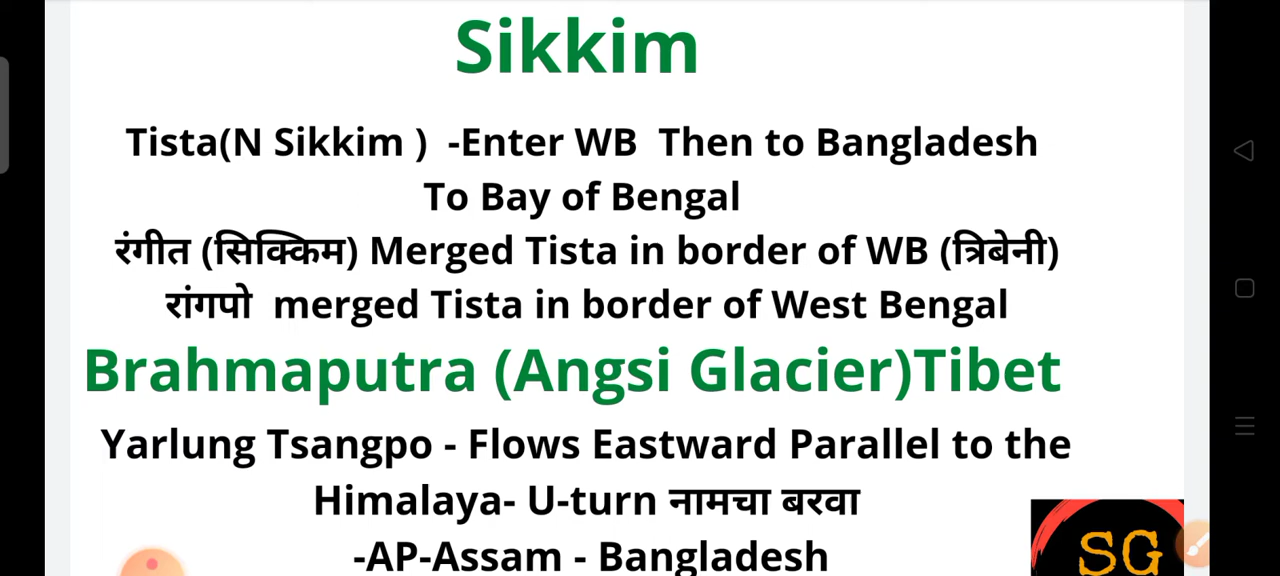 Sikkim
Tista(N Sikkim ) -Enter WB Then to Bangladesh
To Bay of Bengal
रंगीत (सिक्किम) Merged Tista in border of WB (त्रिबेनी)
रांगपो merged Tista in border of West Bengal
Brahmaputra (Angsi Glacier)Tibet
Yarlung Tsangpo - Flows Eastward Parallel to the
Himalaya- U-turn नामचा बरवा
-AP-Assam - Bangladesh
SG